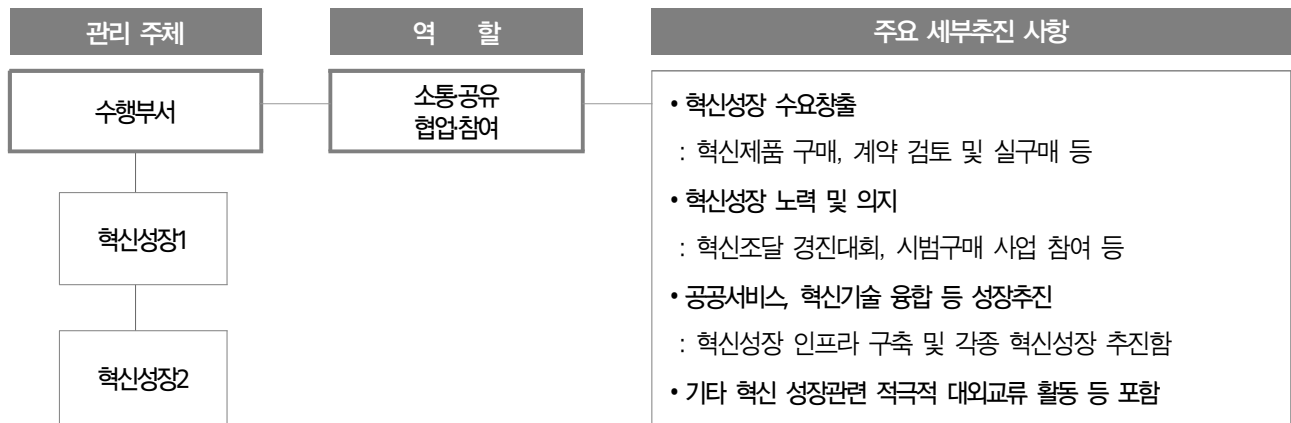 관리 주체
역 할
주요 세부추진 사항
수행부서
소통·공유
협업·참여
혁신성장1
혁신성장2
• 혁신성장 수요창출
: 혁신제품 구매, 계약 검토 및 실구매 등
• 혁신성장 노력 및 의지
: 혁신조달 경진대회, 시범구매 사업 참여 등
• 공공서비스, 혁신기술 융합 등 성장추진
: 혁신성장 인프라 구축 및 각종 혁신성장 추진함
• 기타 혁신 성장관련 적극적 대외교류 활동 등 포함